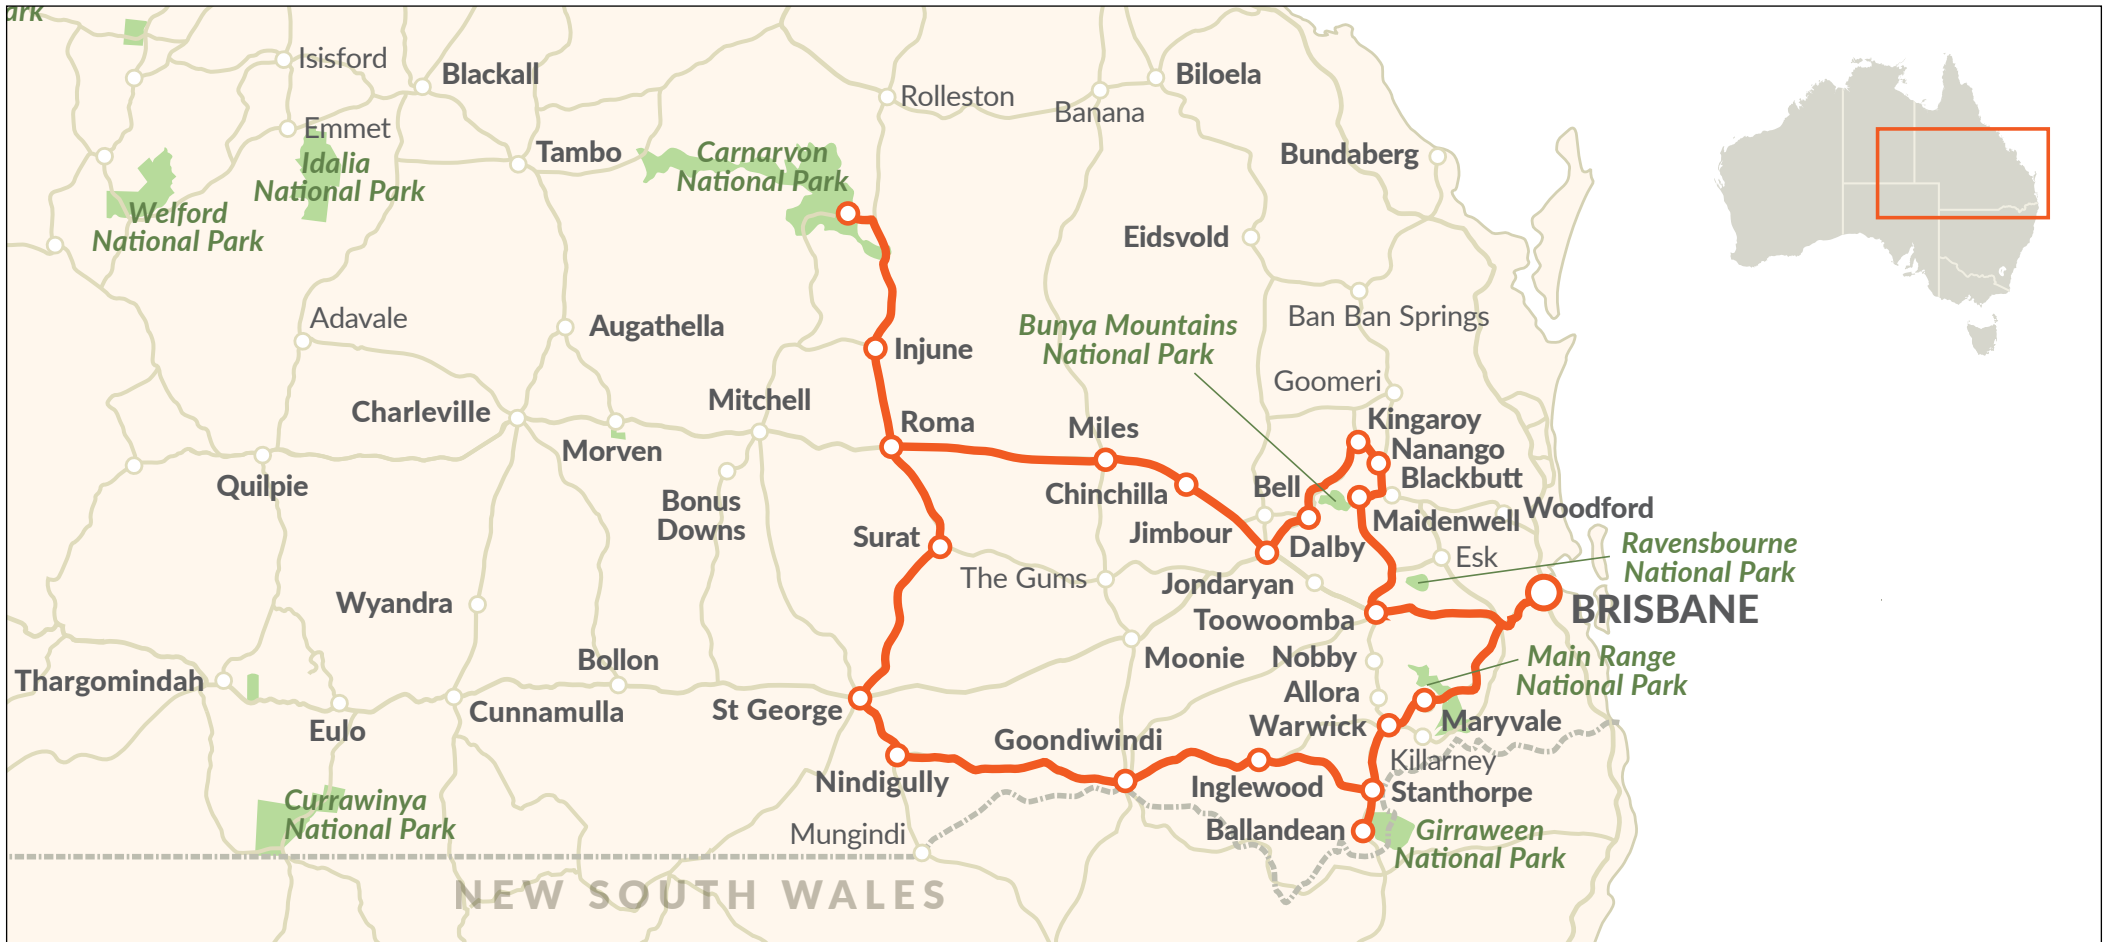 ark
Isisford
Blackall
Biloela
Rolleston
Banana
Emmet
Tambo
Carnarvon
National Park
Bundaberg
Idalia
National Park
Welford
National Park
Eidsvold
Adavale
Augathella
Injune
Bunya Mountains
National Park
Ban Ban Springs
Goomeri
Charleville
Mitchell
Roma
Miles
Kingaroy
Nanango
Blackbutt
Morven
Quilpie
Bonus
Downs
Chinchilla
Bell
Woodford
Maidenwell
Surat
Jimbour
Dalby
Esk
Ravensbourne
National Park
The Gums
Jondaryan
Wyandra
Toowoomba
BRISBANE
Bollon
Moonie
Nobby
Main Range
National Park
Thargomindah
Allora
Cunnamulla
St George
Warwick
Maryvale
Eulo
Goondiwindi
Killarney
Nindigully
Inglewood
Stanthorpe
Currawinya
National Park
Mungindi
Ballandean
Girraween
National Park
NEW SOUTH WALES